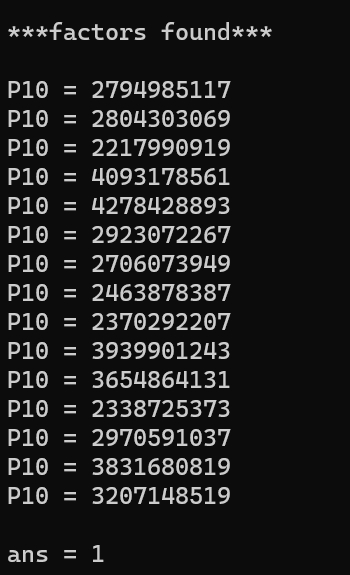 ***factors found***
P10 = 2794985117
P10 = 2804303069
P10 = 2217990919
P10 = 4093178561
P10 = 4278428893
P10 = 2923072267
P10 = 2706073949
P10 = 2463878387
P10 = 2370292207
P10 = 3939901243
P10 = 3654864131
P10 = 2338725373
P10 = 2970591037
P10 = 3831680819
P10 = 3207148519
ans = 1